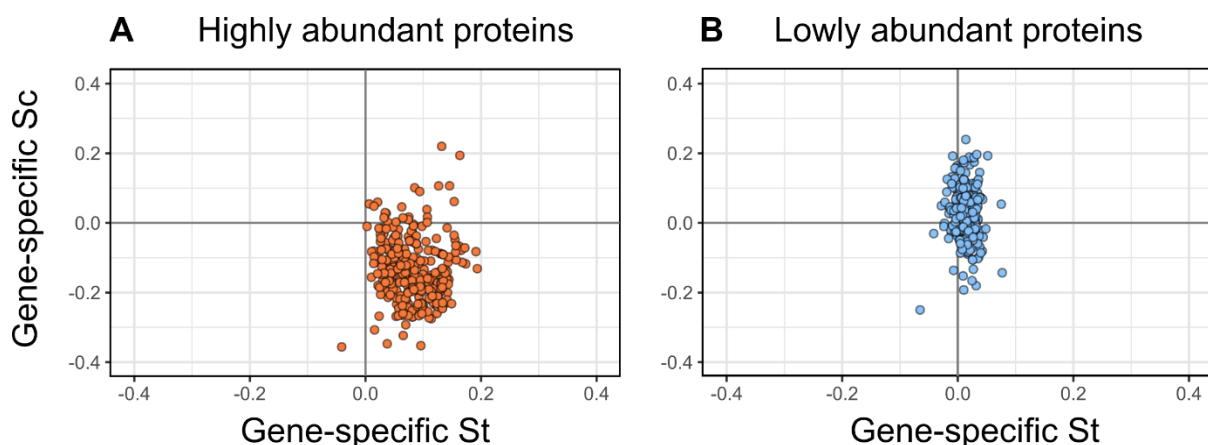 A Highly abundant proteins
B Lowly abundant proteins
Gene-specific Sc
0.4
0.2
0.0
-0.2
-0.4
-0.4 -0.2 0.0 0.2 0.4
Gene-specific St
0.4
0.2
0.0
-0.2
-0.4
-0.4 -0.2 0.0 0.2 0.4
Gene-specific St